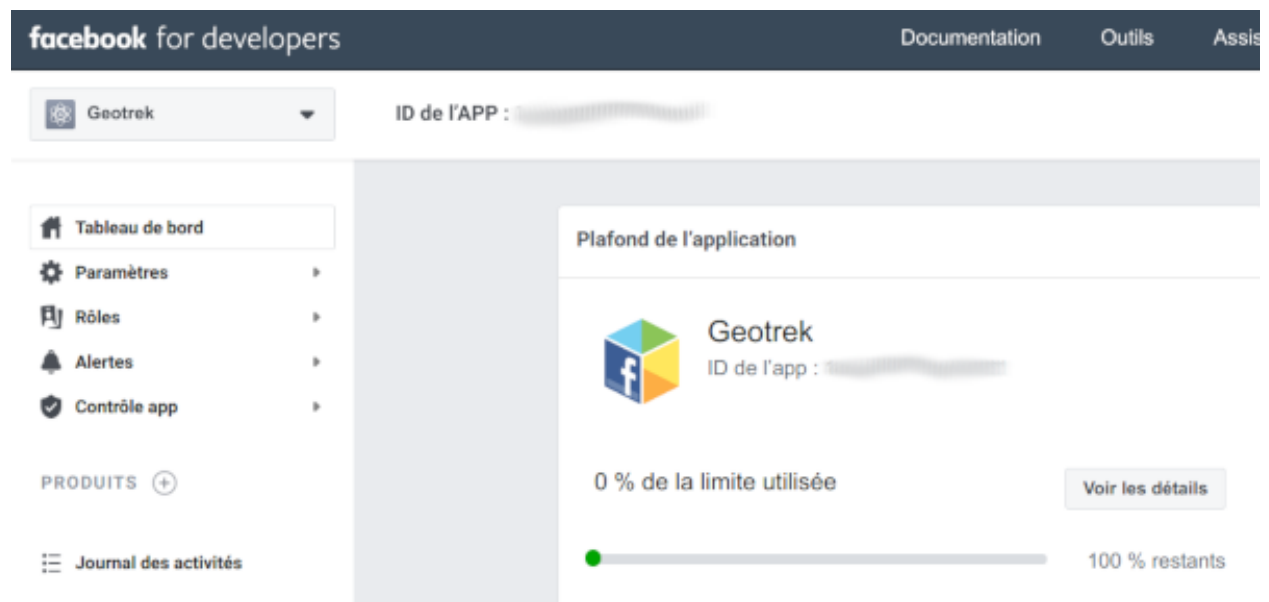 facebook for developers
Documentation
Outils
Geotrek
ID de l'APP :
Tableau de bord
Paramètres
Rôles
Alertes
Contrôle app
PRODUITS
Journal des activités
Plafond de l'application
Geotrek
ID de l'app :
0 % de la limite utilisée
Voir les détails
100 % restants